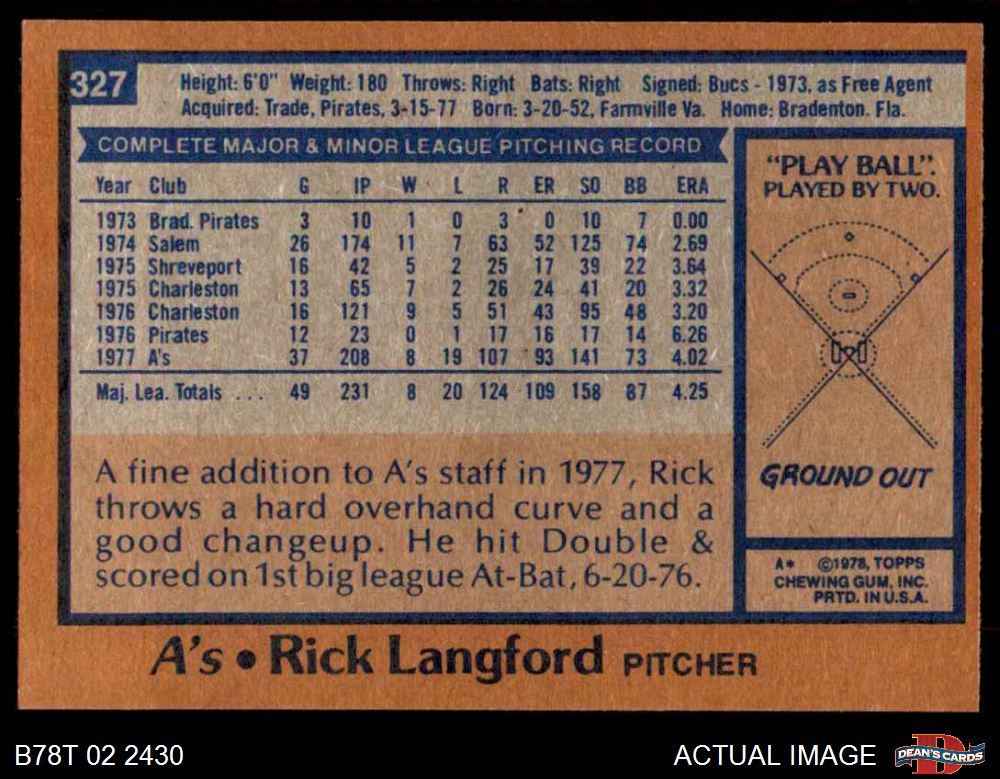 327
Height: 6'0" Weight: 180 Throws: Right Bats: Right Signed: Bucs - 1973, as Free Agent
Acquired: Trade, Pirates, 3-15-77 Born: 3-20-52, Farmville Va. Home: Bradenton. Fla.
COMPLETE MAJOR & MINOR LEAGUE PITCHING RECORD
Year Club G IP W L R ER SO BB ERA
1973 Brad. Pirates 3 10 1 0 3 0 10 7 0.00
1974 Salem 26 174 11 7 63 52 125 74 2.69
1975 Shreveport 16 42 5 2 25 17 39 22 3.64
1975 Charleston 13 65 7 2 26 24 41 20 3.32
1976 Charleston 16 121 9 5 51 43 95 48 3.20
1976 Pirates 12 23 0 1 17 16 17 14 6.26
1977 A's 37 208 8 19 107 93 141 73 4.02
Maj. Lea. Totals ... 49 231 8 20 124 109 158 87 4.25
A fine addition to A's staff in 1977, Rick
throws a hard overhand curve and a
good changeup. He hit Double &
scored on 1st big league At-Bat, 6-20-76.
"PLAY BALL".
PLAYED BY TWO.
GROUND OUT
A* ©1978, TOPPS
CHEWING GUM, INC.
PRTD. IN U.S.A.
A's • Rick Langford PITCHER
B78T 02 2430
ACTUAL IMAGE
D
DEAN'S CARDS